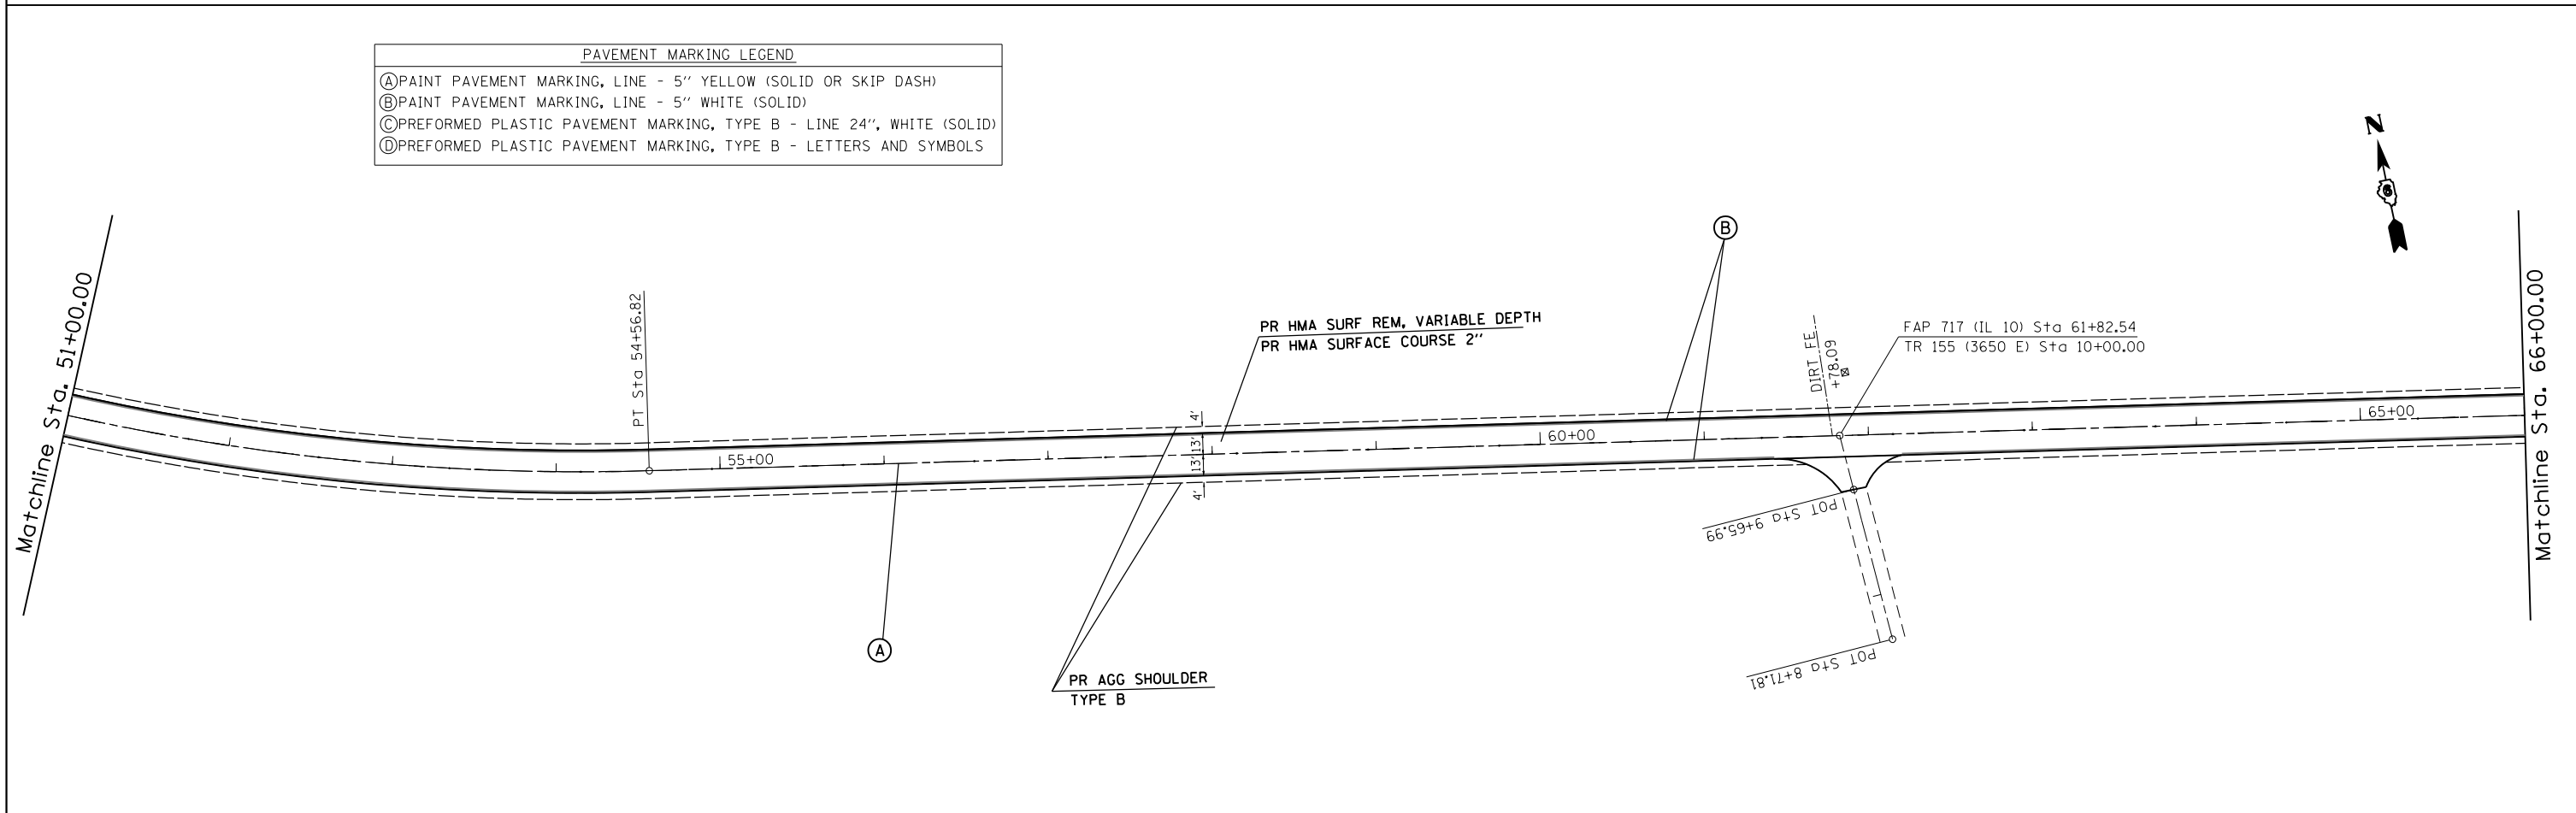 PAVEMENT MARKING LEGEND
Ⓐ PAINT PAVEMENT MARKING, LINE - 5" YELLOW (SOLID OR SKIP DASH)
Ⓑ PAINT PAVEMENT MARKING, LINE - 5" WHITE (SOLID)
Ⓒ PREFORMED PLASTIC PAVEMENT MARKING, TYPE B - LINE 24", WHITE (SOLID)
Ⓓ PREFORMED PLASTIC PAVEMENT MARKING, TYPE B - LETTERS AND SYMBOLS
N
Matchline Sta. 51+00.00
PT Sta 54+56.82
55+00
A
4'
13'
13'
4'
PR HMA SURF REM, VARIABLE DEPTH
PR HMA SURFACE COURSE 2"
PR AGG SHOULDER
TYPE B
B
60+00
DIRT FE
+78.09
FAP 717 (IL 10) Sta 61+82.54
TR 155 (3650 E) Sta 10+00.00
POT Sta 9+65.99
POT Sta 8+71.81
65+00
Matchline Sta. 66+00.00